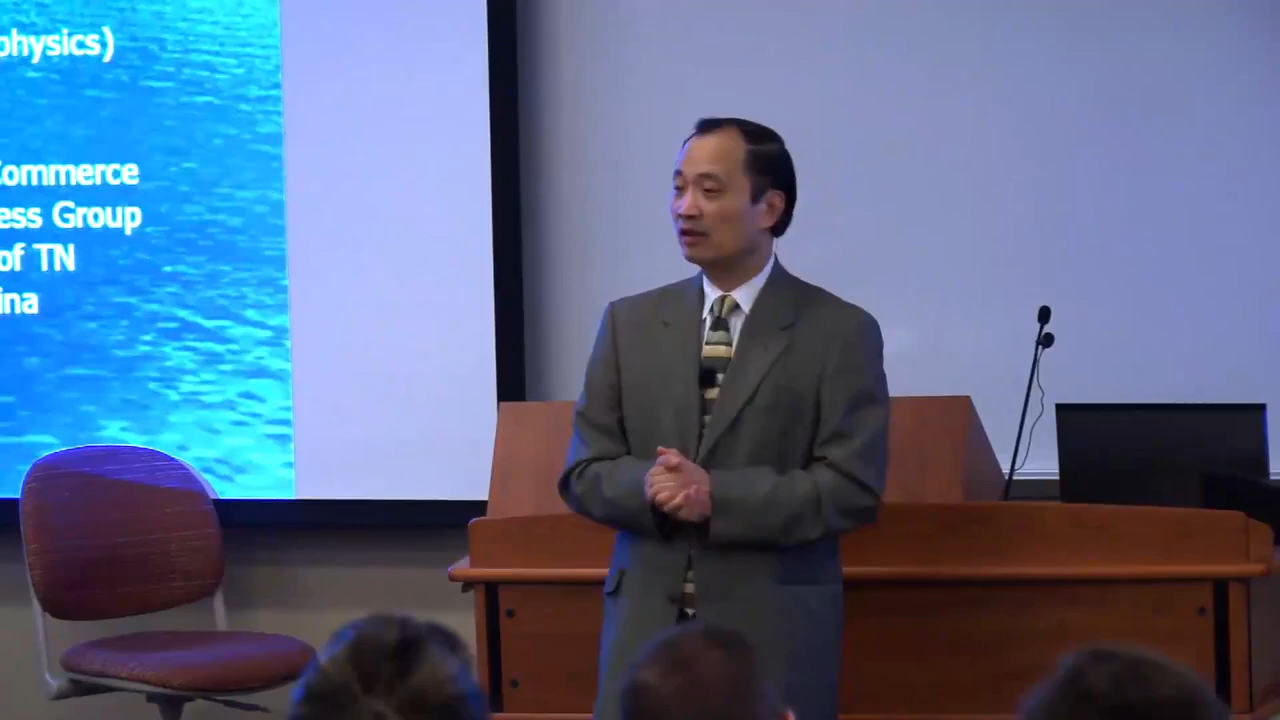 physics)
Commerce
ess Group
of TN
ina